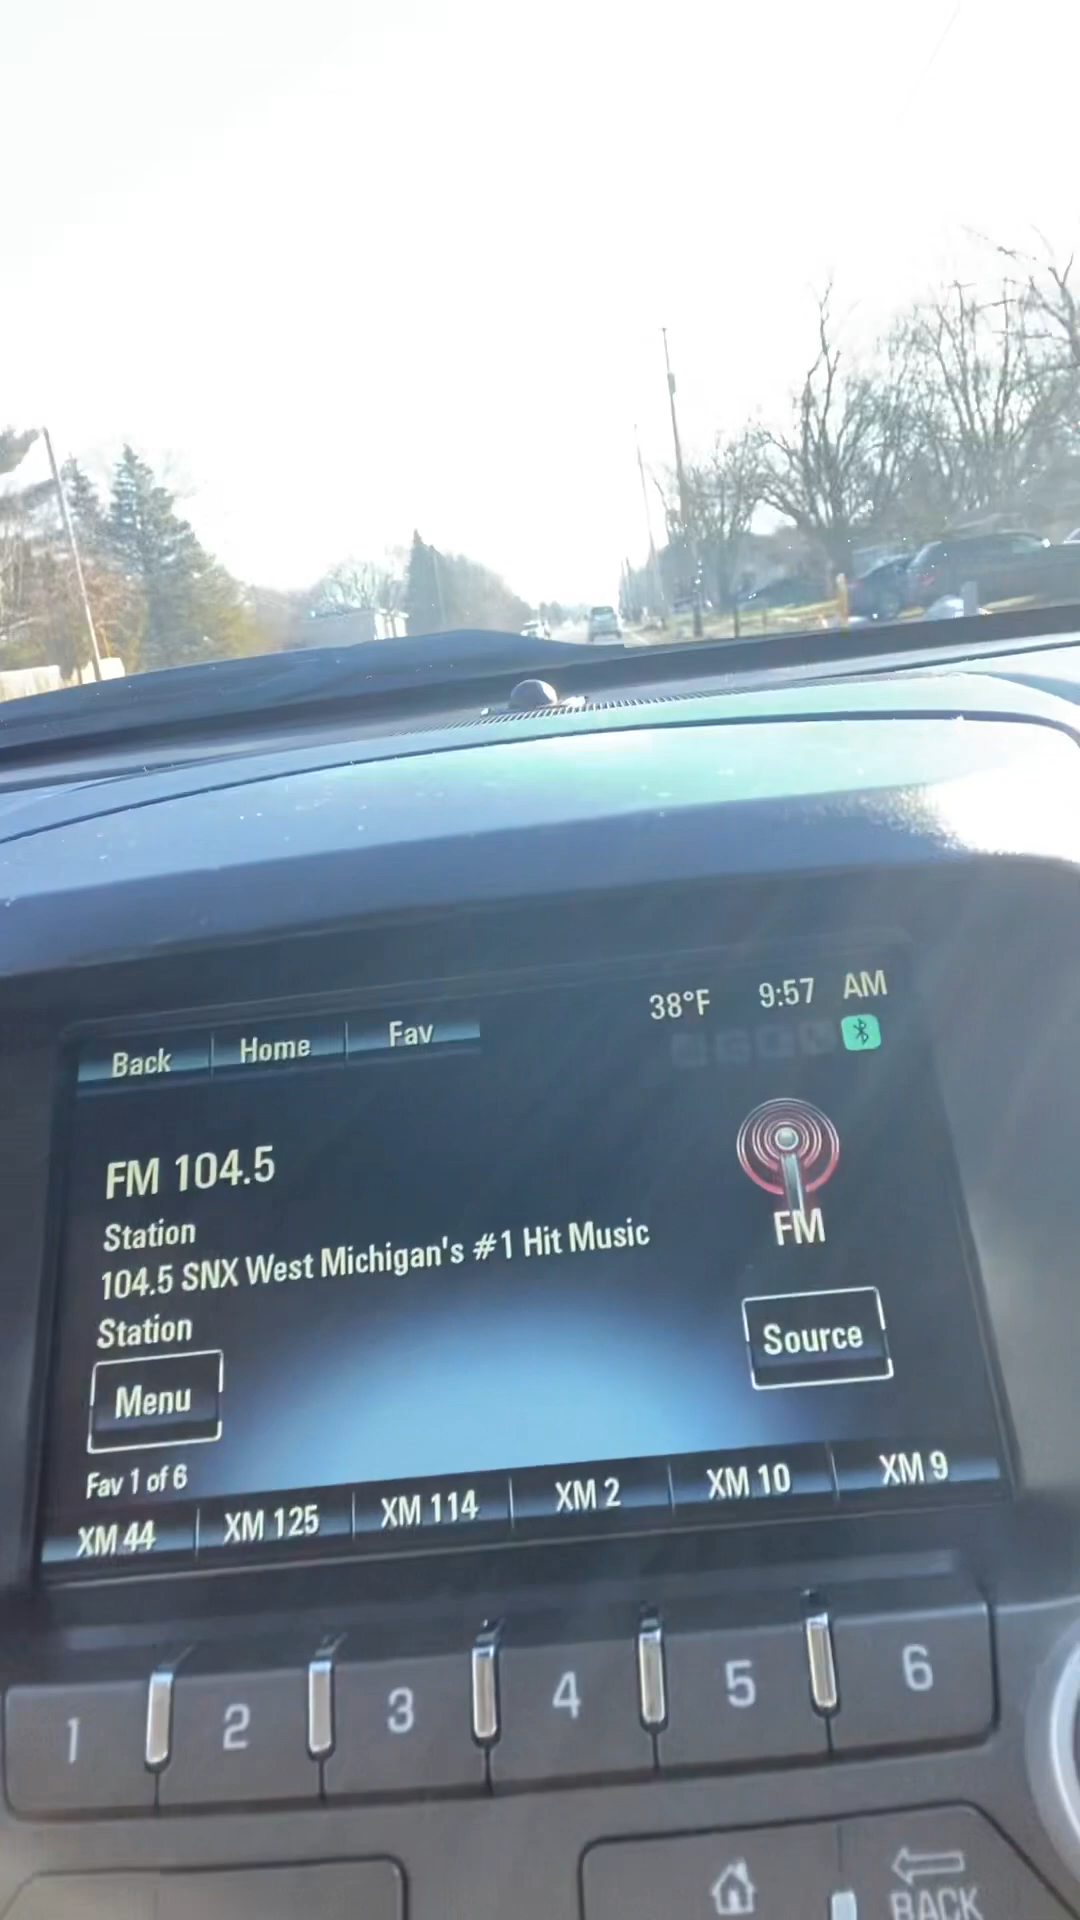 38°F 9:57 AM
Back Home Fav
FM 104.5
Station
104.5 SNX West Michigan's #1 Hit Music
Station
FM
Source
Menu
Fav 1 of 6
XM 44 XM 125 XM 114 XM 2 XM 10 XM 9
1 2 3 4 5 6
BACK